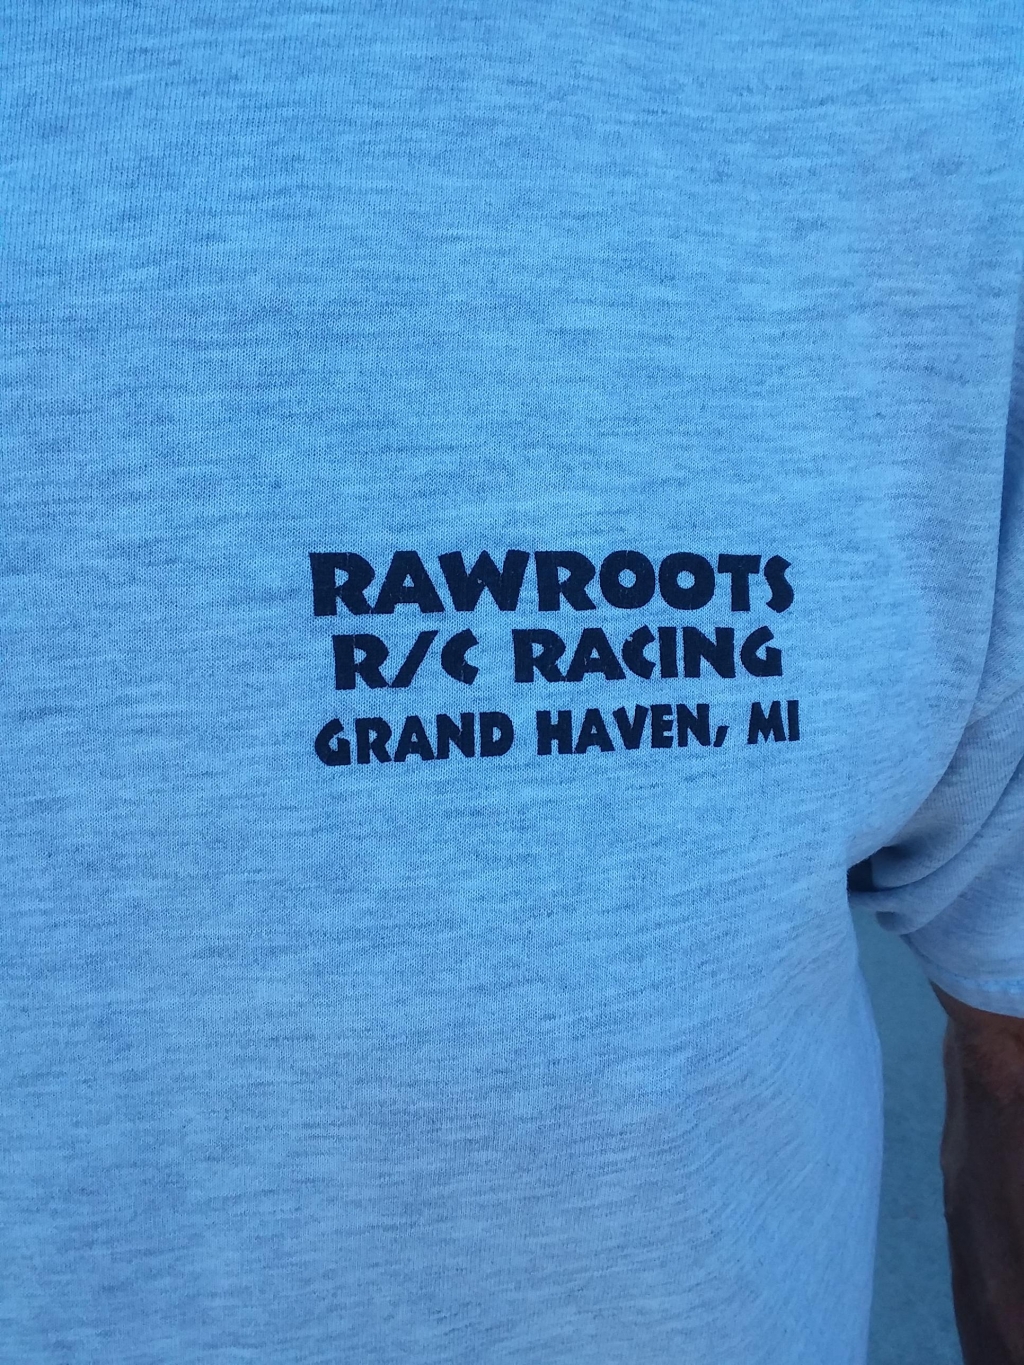 RAWROOTS
R/C RACING
GRAND HAVEN, MI